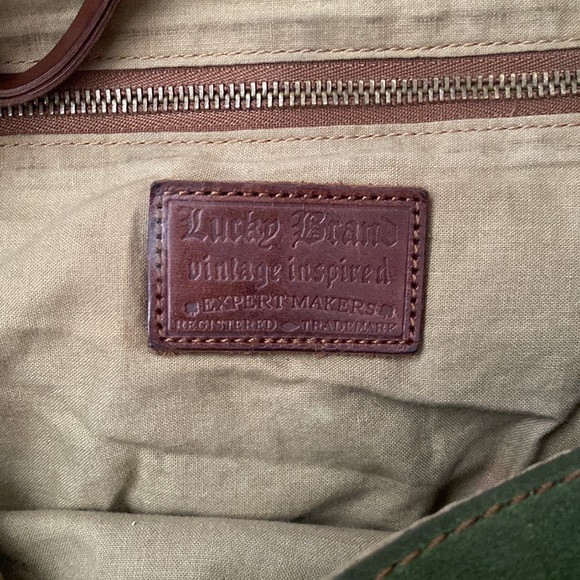 Lucky Brand
vintage inspired
EXPERT MAKERS
REGISTERED TRADEMARK